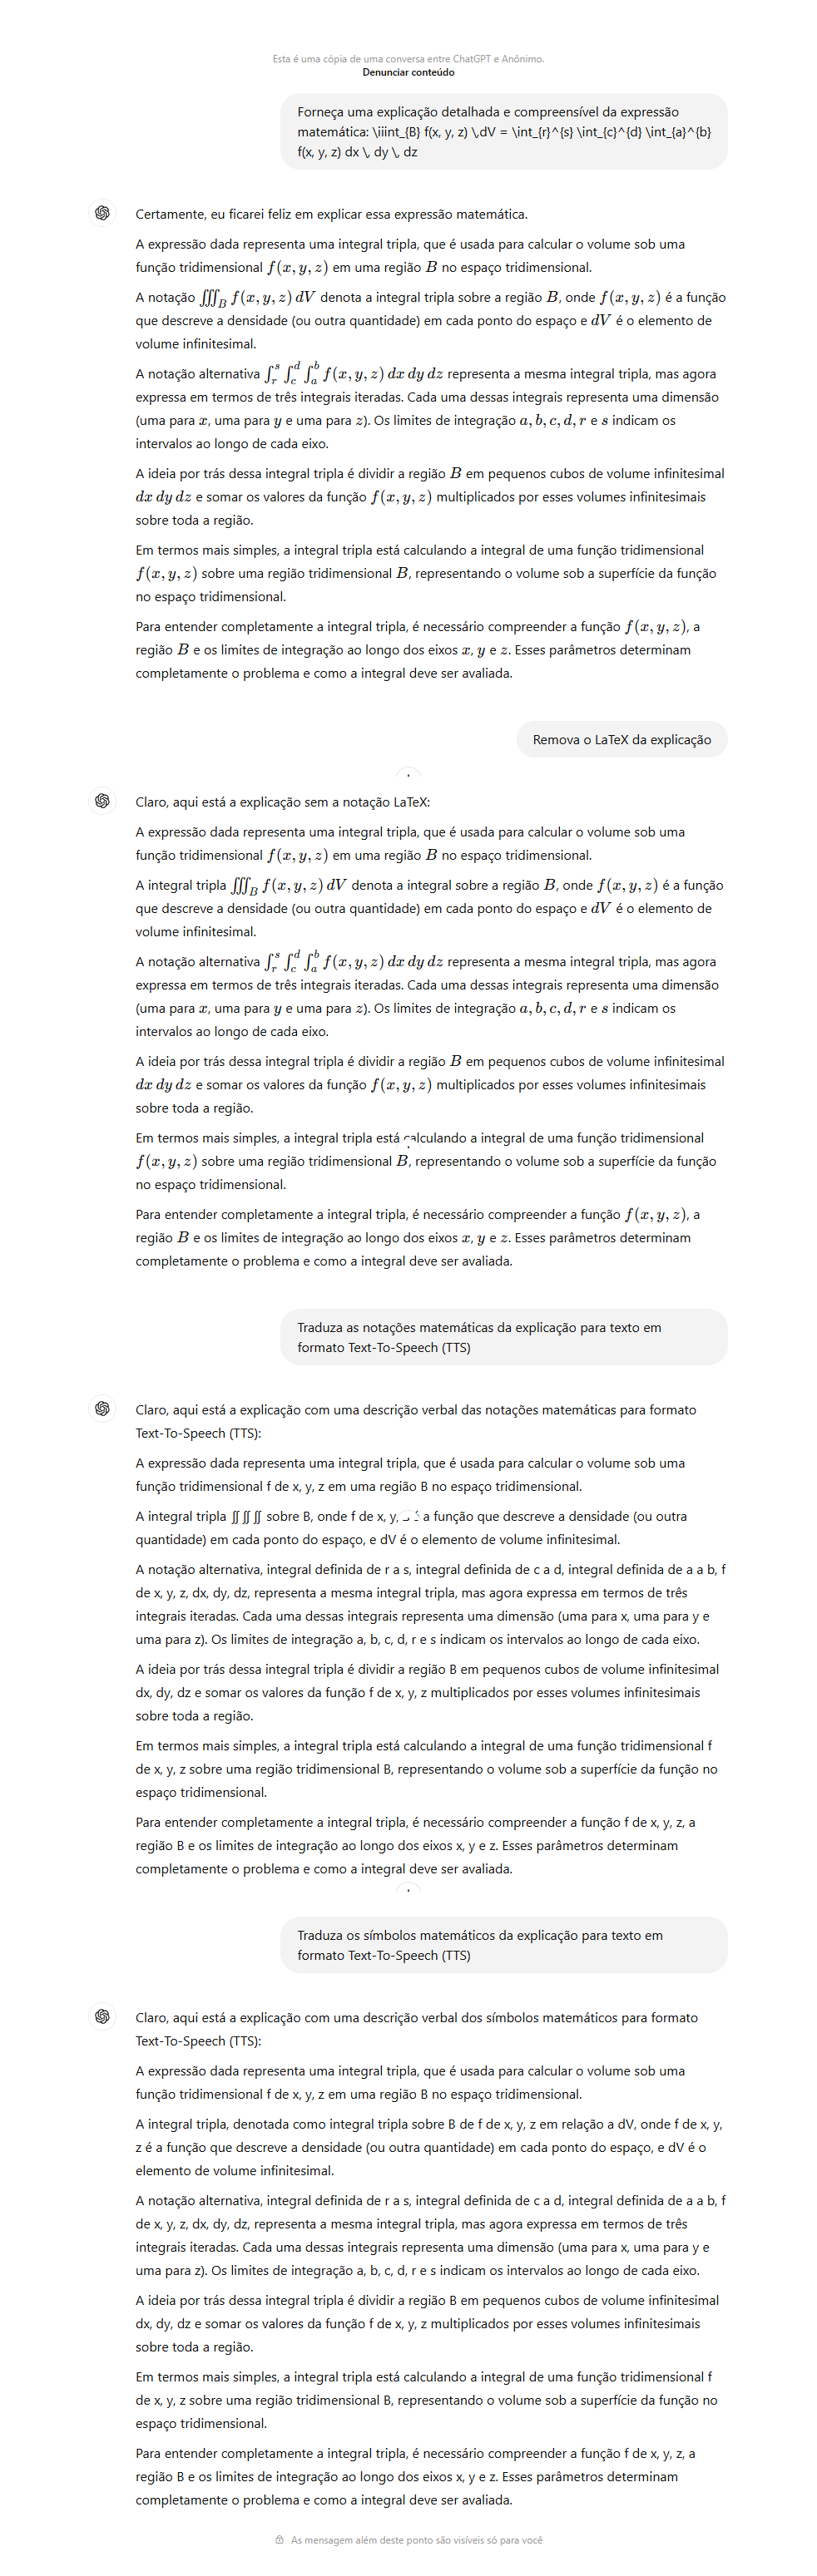 Esta é uma cópia de uma conversa entre ChatGPT e Anônimo.
Denunciar conteúdo
Forneça uma explicação detalhada e compreensível da expressão
matemática: \iiint_{B} f(x, y, z) \,dV = \int_{r}^{s} \int_{c}^{d} \int_{a}^{b}
f(x, y, z) dx \, dy \, dz
Certamente, eu ficarei feliz em explicar essa expressão matemática.
A expressão dada representa uma integral tripla, que é usada para calcular o volume sob uma
função tridimensional f(x, y, z) em uma região B no espaço tridimensional.
A notação ∭_B f(x, y, z) dV denota a integral tripla sobre a região B, onde f(x, y, z) é a função
que descreve a densidade (ou outra quantidade) em cada ponto do espaço e dV é o elemento de
volume infinitesimal.
A notação alternativa ∫_r^s ∫_c^d ∫_a^b f(x, y, z) dx dy dz representa a mesma integral tripla, mas agora
expressa em termos de três integrais iteradas. Cada uma dessas integrais representa uma dimensão
(uma para x, uma para y e uma para z). Os limites de integração a, b, c, d, r e s indicam os
intervalos ao longo de cada eixo.
A ideia por trás dessa integral tripla é dividir a região B em pequenos cubos de volume infinitesimal
dx dy dz e somar os valores da função f(x, y, z) multiplicados por esses volumes infinitesimais
sobre toda a região.
Em termos mais simples, a integral tripla está calculando a integral de uma função tridimensional
f(x, y, z) sobre uma região tridimensional B, representando o volume sob a superfície da função
no espaço tridimensional.
Para entender completamente a integral tripla, é necessário compreender a função f(x, y, z), a
região B e os limites de integração ao longo dos eixos x, y e z. Esses parâmetros determinam
completamente o problema e como a integral deve ser avaliada.
Remova o LaTeX da explicação
Claro, aqui está a explicação sem a notação LaTeX:
A expressão dada representa uma integral tripla, que é usada para calcular o volume sob uma
função tridimensional f(x, y, z) em uma região B no espaço tridimensional.
A integral tripla ∭_B f(x, y, z) dV denota a integral sobre a região B, onde f(x, y, z) é a função
que descreve a densidade (ou outra quantidade) em cada ponto do espaço e dV é o elemento de
volume infinitesimal.
A notação alternativa ∫_r^s ∫_c^d ∫_a^b f(x, y, z) dx dy dz representa a mesma integral tripla, mas agora
expressa em termos de três integrais iteradas. Cada uma dessas integrais representa uma dimensão
(uma para x, uma para y e uma para z). Os limites de integração a, b, c, d, r e s indicam os
intervalos ao longo de cada eixo.
A ideia por trás dessa integral tripla é dividir a região B em pequenos cubos de volume infinitesimal
dx dy dz e somar os valores da função f(x, y, z) multiplicados por esses volumes infinitesimais
sobre toda a região.
Em termos mais simples, a integral tripla está calculando a integral de uma função tridimensional
f(x, y, z) sobre uma região tridimensional B, representando o volume sob a superfície da função
no espaço tridimensional.
Para entender completamente a integral tripla, é necessário compreender a função f(x, y, z), a
região B e os limites de integração ao longo dos eixos x, y e z. Esses parâmetros determinam
completamente o problema e como a integral deve ser avaliada.
Traduza as notações matemáticas da explicação para texto em
formato Text-To-Speech (TTS)
Claro, aqui está a explicação com uma descrição verbal das notações matemáticas para formato
Text-To-Speech (TTS):
A expressão dada representa uma integral tripla, que é usada para calcular o volume sob uma
função tridimensional f de x, y, z em uma região B no espaço tridimensional.
A integral tripla ∬ ∬ ∬ sobre B, onde f de x, y, a função que descreve a densidade (ou outra
quantidade) em cada ponto do espaço, e dV é o elemento de volume infinitesimal.
A notação alternativa, integral definida de r a s, integral definida de c a d, integral definida de a a b, f
de x, y, z, dx, dy, dz, representa a mesma integral tripla, mas agora expressa em termos de três
integrais iteradas. Cada uma dessas integrais representa uma dimensão (uma para x, uma para y e
uma para z). Os limites de integração a, b, c, d, r e s indicam os intervalos ao longo de cada eixo.
A ideia por trás dessa integral tripla é dividir a região B em pequenos cubos de volume infinitesimal
dx, dy, dz e somar os valores da função f de x, y, z multiplicados por esses volumes infinitesimais
sobre toda a região.
Em termos mais simples, a integral tripla está calculando a integral de uma função tridimensional f
de x, y, z sobre uma região tridimensional B, representando o volume sob a superfície da função no
espaço tridimensional.
Para entender completamente a integral tripla, é necessário compreender a função f de x, y, z, a
região B e os limites de integração ao longo dos eixos x, y e z. Esses parâmetros determinam
completamente o problema e como a integral deve ser avaliada.
Traduza os símbolos matemáticos da explicação para texto em
formato Text-To-Speech (TTS)
Claro, aqui está a explicação com uma descrição verbal dos símbolos matemáticos para formato
Text-To-Speech (TTS):
A expressão dada representa uma integral tripla, que é usada para calcular o volume sob uma
função tridimensional f de x, y, z em uma região B no espaço tridimensional.
A integral tripla, denotada como integral tripla sobre B de f de x, y, z em relação a dV, onde f de x, y,
z é a função que descreve a densidade (ou outra quantidade) em cada ponto do espaço, e dV é o
elemento de volume infinitesimal.
A notação alternativa, integral definida de r a s, integral definida de c a d, integral definida de a a b, f
de x, y, z, dx, dy, dz, representa a mesma integral tripla, mas agora expressa em termos de três
integrais iteradas. Cada uma dessas integrais representa uma dimensão (uma para x, uma para y e
uma para z). Os limites de integração a, b, c, d, r e s indicam os intervalos ao longo de cada eixo.
A ideia por trás dessa integral tripla é dividir a região B em pequenos cubos de volume infinitesimal
dx, dy, dz e somar os valores da função f de x, y, z multiplicados por esses volumes infinitesimais
sobre toda a região.
Em termos mais simples, a integral tripla está calculando a integral de uma função tridimensional f
de x, y, z sobre uma região tridimensional B, representando o volume sob a superfície da função no
espaço tridimensional.
Para entender completamente a integral tripla, é necessário compreender a função f de x, y, z, a
região B e os limites de integração ao longo dos eixos x, y e z. Esses parâmetros determinam
completamente o problema e como a integral deve ser avaliada.
As mensagem além deste ponto são visíveis só para você